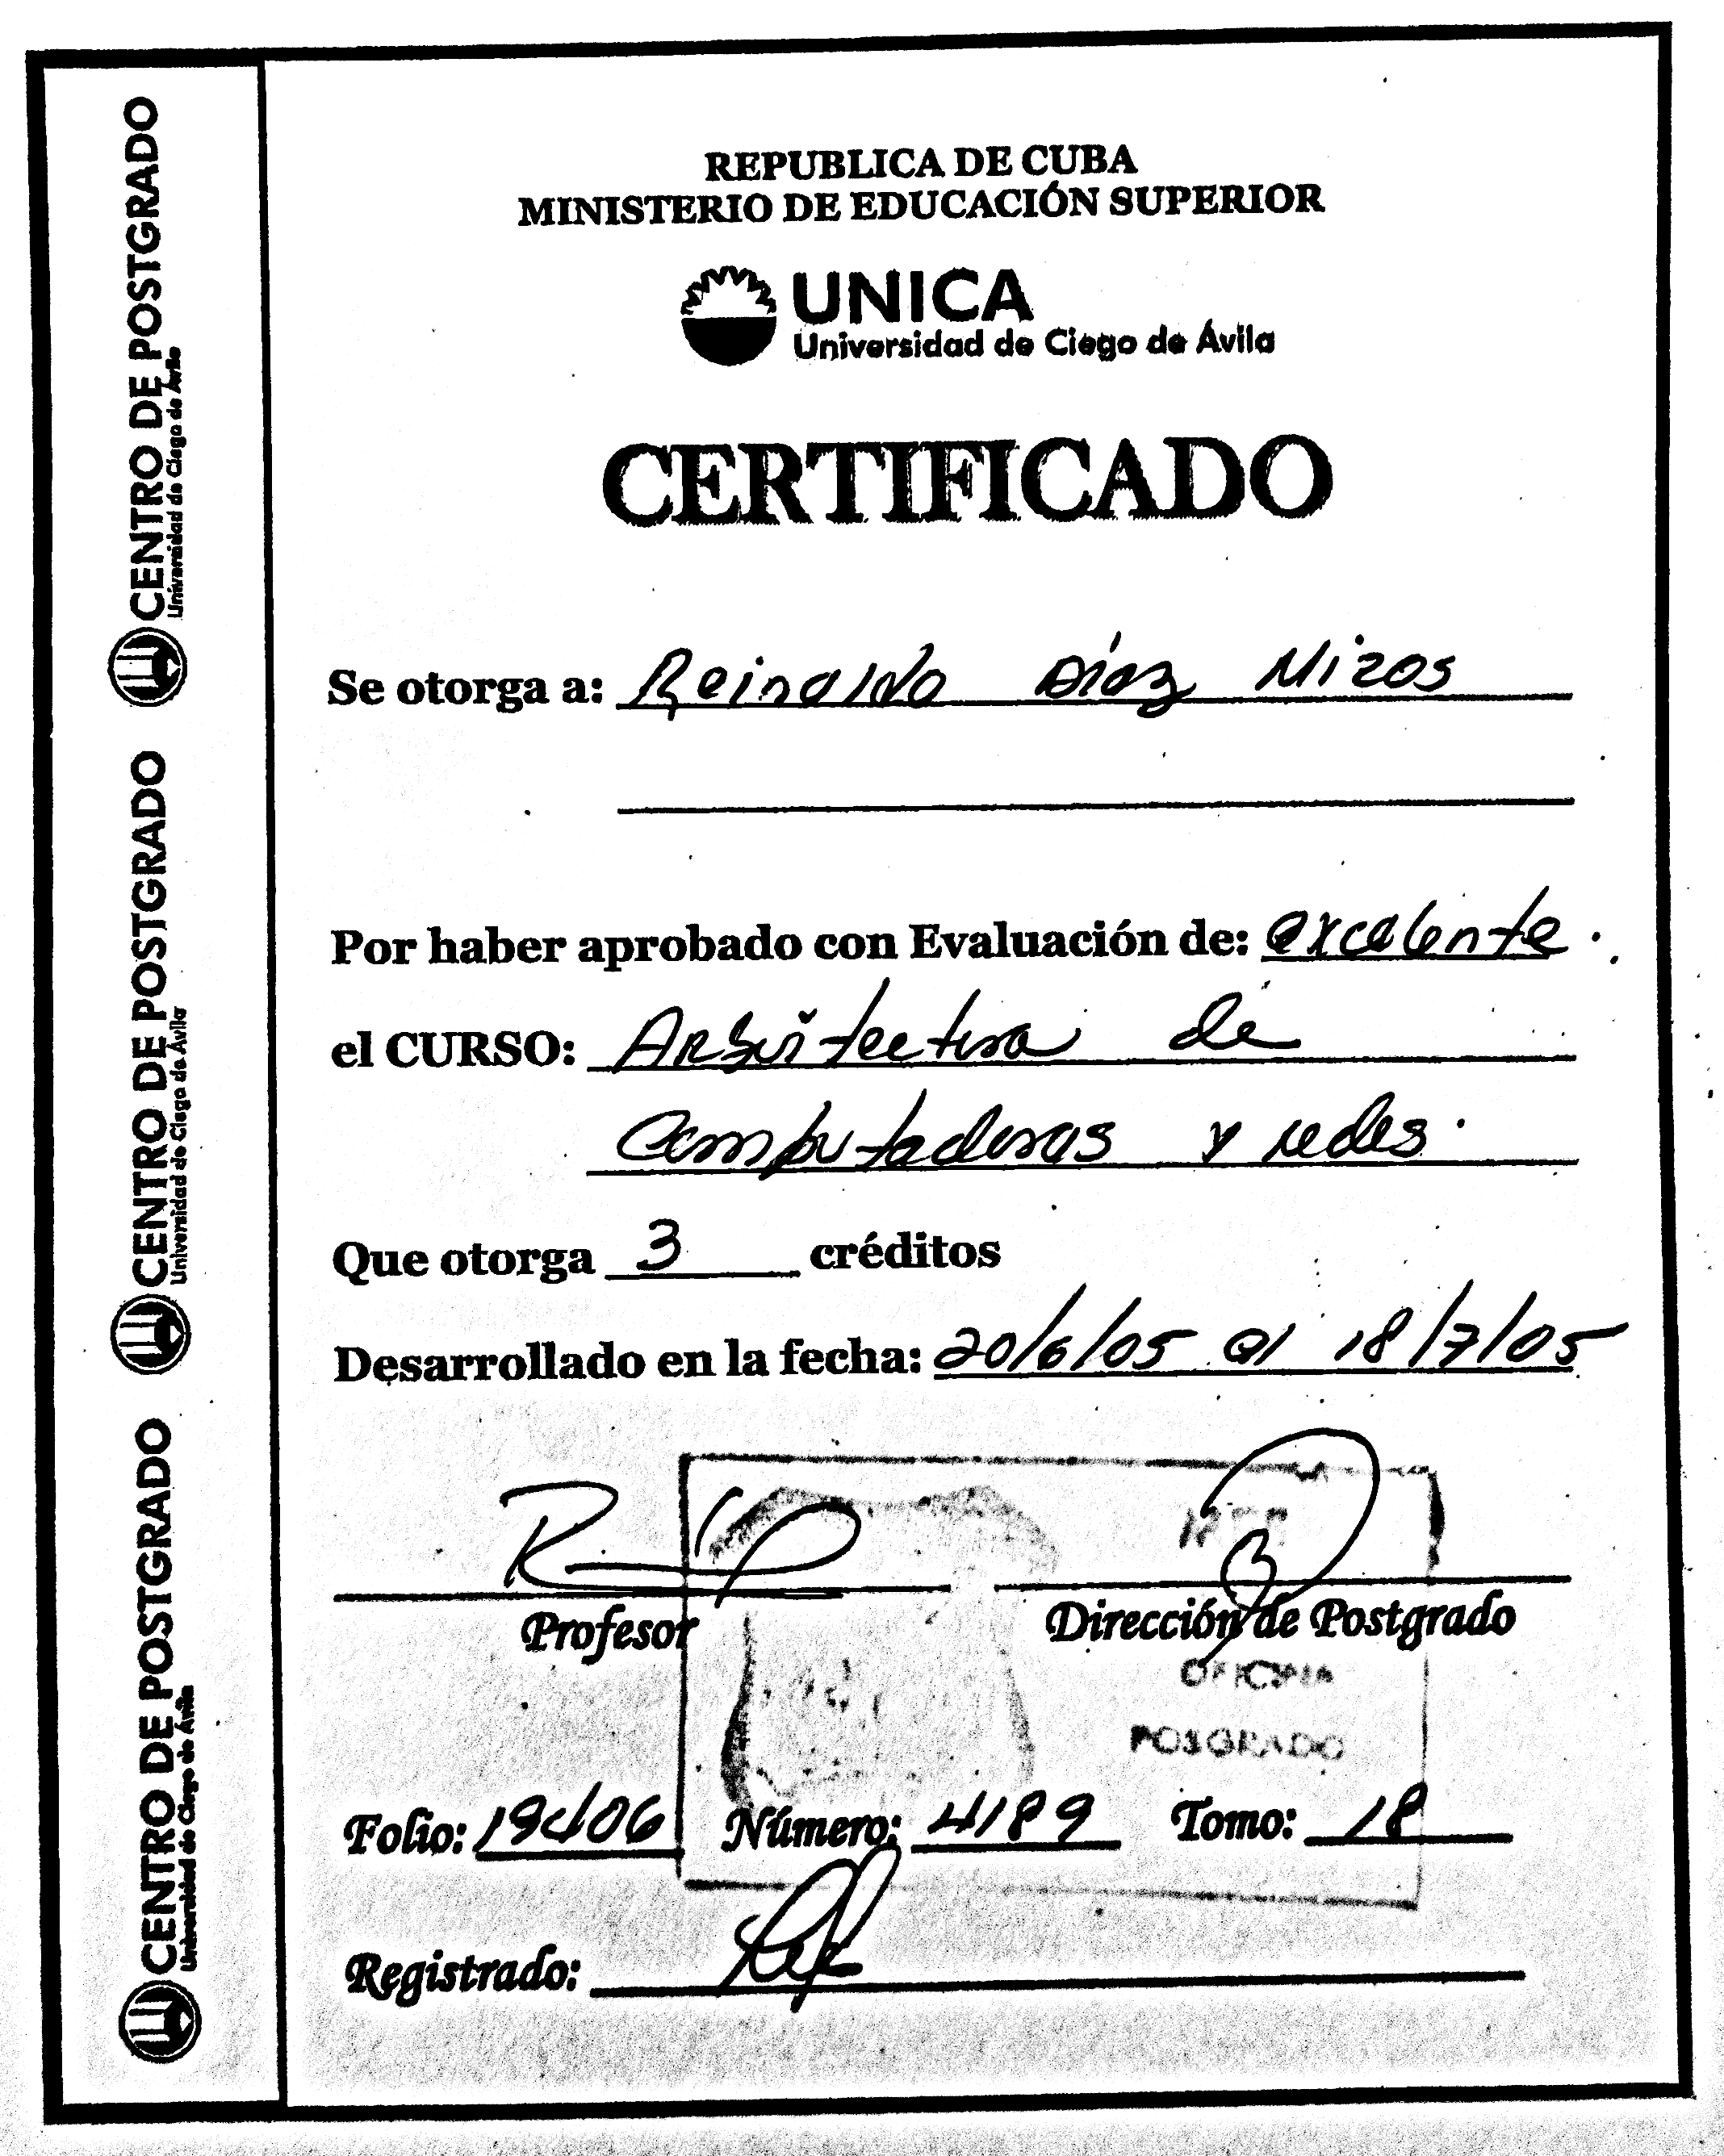 REPUBLICA DE CUBA
MINISTERIO DE EDUCACIÓN SUPERIOR
UNICA
Universidad de Ciego de Ávila
CERTIFICADO
Se otorga a: Reinaldo Díaz Mizos
Por haber aprobado con Evaluación de: excelente.
el CURSO: Arquitectura de
Computadoras y redes.
Que otorga 3 créditos
Desarrollado en la fecha: 20/6/05 al 18/7/05
Profesor
Dirección de Postgrado
OFICINA
POSGRADO
Folio: Número: 4189 Tomo: 18
Registrado:
CENTRO DE POSTGRADO
Universidad de Ciego de Ávila
CENTRO DE POSTGRADO
Universidad de Ciego de Ávila
CENTRO DE POSTGRADO
Universidad de Ciego de Ávila